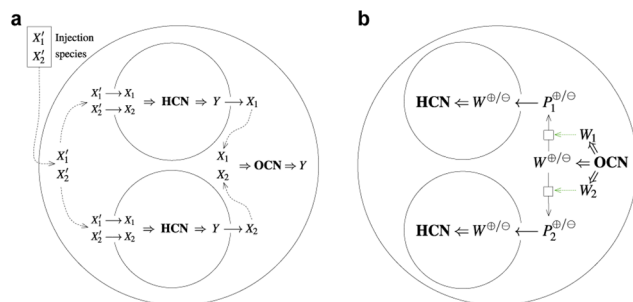 a
X′₁ Injection
X′₂ species
X′₁ → X₁
X′₂ → X₂
⇒ HCN ⇒ Y → X₁
X′₁
X′₂
X₁
X₂
⇒ OCN ⇒ Y
X′₁ → X₁
X′₂ → X₂
⇒ HCN ⇒ Y → X₂
b
HCN ⇐ W⊕/⊖ ← P₁⊕/⊖
W₁
W⊕/⊖ ⇐ OCN
W₂
HCN ⇐ W⊕/⊖ ← P₂⊕/⊖